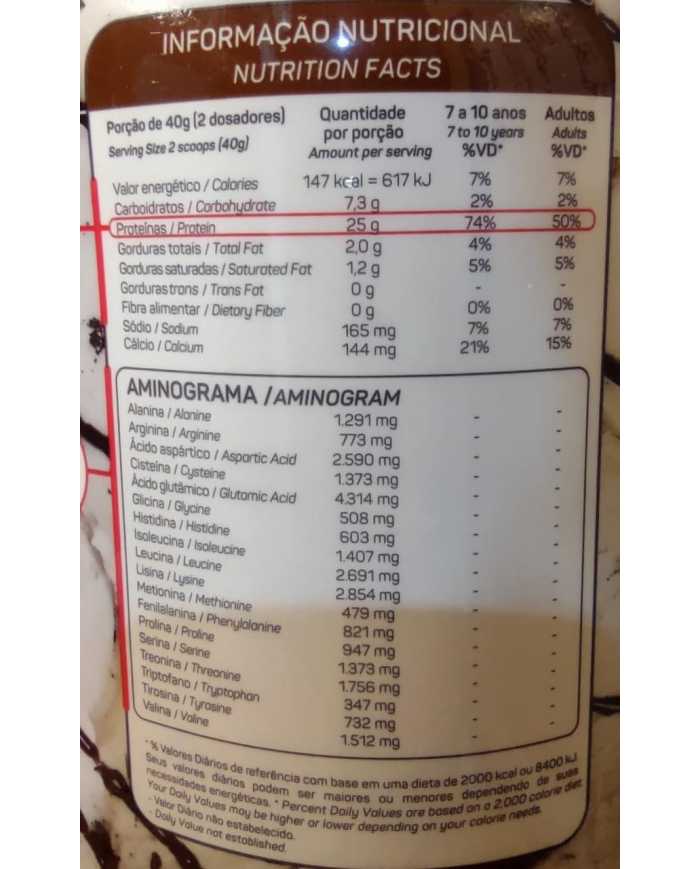 INFORMAÇÃO NUTRICIONAL
NUTRITION FACTS
Porção de 40g (2 dosadores) Quantidade por porção 7 a 10 anos Adultos
Serving Size 2 scoops (40g) Amount per serving 7 to 10 years %VD* Adults %VD*
Valor energético / Calories 147 kcal = 617 kJ 7% 7%
Carboidratos / Carbohydrate 7,3 g 2% 2%
Proteínas / Protein 25 g 74% 50%
Gorduras totais / Total Fat 2,0 g 4% 4%
Gorduras saturadas / Saturated Fat 1,2 g 5% 5%
Gorduras trans / Trans Fat 0 g - -
Fibra alimentar / Dietary Fiber 0 g 0% 0%
Sódio / Sodium 165 mg 7% 7%
Cálcio / Calcium 144 mg 21% 15%
AMINOGRAMA / AMINOGRAM
Alanina / Alanine 1.291 mg - -
Arginina / Arginine 773 mg - -
Ácido aspártico / Aspartic Acid 2.590 mg - -
Cisteína / Cysteine 1.373 mg - -
Ácido glutâmico / Glutamic Acid 4.314 mg - -
Glicina / Glycine 508 mg - -
Histidina / Histidine 603 mg - -
Isoleucina / Isoleucine 1.407 mg - -
Leucina / Leucine 2.691 mg - -
Lisina / Lysine 2.854 mg - -
Metionina / Methionine 479 mg - -
Fenilalanina / Phenylalanine 821 mg - -
Prolina / Proline 947 mg - -
Serina / Serine 1.373 mg - -
Treonina / Threonine 1.756 mg - -
Triptofano / Tryptophan 347 mg - -
Tirosina / Tyrosine 732 mg - -
Valina / Valine 1.512 mg - -
*% Valores Diários de referência com base em uma dieta de 2000 kcal ou 8400 kJ.
Seus valores diários podem ser maiores ou menores dependendo de suas
necessidades energéticas. * Percent Daily Values are based on a 2,000 calorie diet.
Your Daily Values may be higher or lower depending on your calorie needs.
- Valor Diário não estabelecido.
- Daily Value not established.